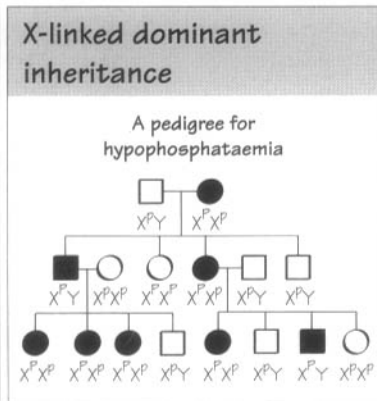 X-linked dominant
inheritance
A pedigree for
hypophosphataemia
XᵖY XᴾXᵖ
XᴾY XᵖXᵖ XᵖXᵖ XᴾXᵖ XᵖY XᵖY
XᴾXᵖ XᴾXᵖ XᴾXᵖ XᵖY XᴾXᵖ XᵖY XᴾY XᵖXᵖ